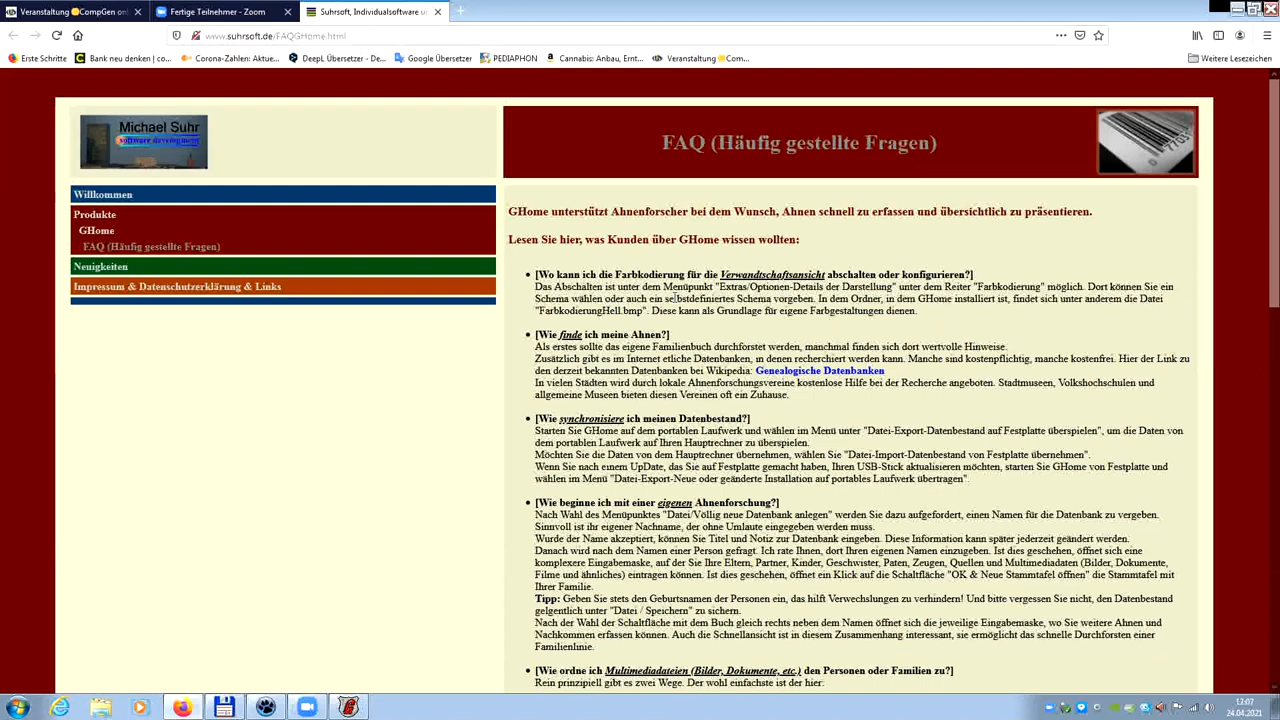 Veranstaltung 😊CompGen onl
Fertige Teilnehmer - Zoom
Suhrsoft, Individualsoftware u
www.suhrsoft.de/FAQGHome.html
Erste Schritte
Bank neu denken | co...
Corona-Zahlen: Aktue...
DeepL Übersetzer - De...
Google Übersetzer
PEDIAPHON
Cannabis: Anbau, Ernt...
Veranstaltung 😊Com...
Weitere Lesezeichen
Michael Suhr
software development
FAQ (Häufig gestellte Fragen)
Willkommen
Produkte
GHome
FAQ (Häufig gestellte Fragen)
Neuigkeiten
Impressum & Datenschutzerklärung & Links
GHome unterstützt Ahnenforscher bei dem Wunsch, Ahnen schnell zu erfassen und übersichtlich zu präsentieren.
Lesen Sie hier, was Kunden über GHome wissen wollten:
• [Wo kann ich die Farbkodierung für die Verwandtschaftsansicht abschalten oder konfigurieren?]
Das Abschalten ist unter dem Menüpunkt "Extras/Optionen-Details der Darstellung" unter dem Reiter "Farbkodierung" möglich. Dort können Sie ein
Schema wählen oder auch ein selbstdefiniertes Schema vorgeben. In dem Ordner, in dem GHome installiert ist, findet sich unter anderem die Datei
"FarbkodierungHell.bmp". Diese kann als Grundlage für eigene Farbgestaltungen dienen.
• [Wie finde ich meine Ahnen?]
Als erstes sollte das eigene Familienbuch durchforstet werden, manchmal finden sich dort wertvolle Hinweise.
Zusätzlich gibt es im Internet etliche Datenbanken, in denen recherchiert werden kann. Manche sind kostenpflichtig, manche kostenfrei. Hier der Link zu
den derzeit bekannten Datenbanken bei Wikipedia: Genealogische Datenbanken
In vielen Städten wird durch lokale Ahnenforschungsvereine kostenlose Hilfe bei der Recherche angeboten. Stadtmuseen, Volkshochschulen und
allgemeine Museen bieten diesen Vereinen oft ein Zuhause.
• [Wie synchronisiere ich meinen Datenbestand?]
Starten Sie GHome auf dem portablen Laufwerk und wählen im Menü unter "Datei-Export-Datenbestand auf Festplatte überspielen", um die Daten von
dem portablen Laufwerk auf Ihren Hauptrechner zu überspielen.
Möchten Sie die Daten von dem Hauptrechner übernehmen, wählen Sie "Datei-Import-Datenbestand von Festplatte übernehmen".
Wenn Sie nach einem UpDate, das Sie auf Festplatte gemacht haben, Ihren USB-Stick aktualisieren möchten, starten Sie GHome von Festplatte und
wählen im Menü "Datei-Export-Neue oder geänderte Installation auf portables Laufwerk übertragen".
• [Wie beginne ich mit einer eigenen Ahnenforschung?]
Nach Wahl des Menüpunktes "Datei/Völlig neue Datenbank anlegen" werden Sie dazu aufgefordert, einen Namen für die Datenbank zu vergeben.
Sinnvoll ist ihr eigener Nachname, der ohne Umlaute eingegeben werden muss.
Wurde der Name akzeptiert, können Sie Titel und Notiz zur Datenbank eingeben. Diese Information kann später jederzeit geändert werden.
Danach wird nach dem Namen einer Person gefragt. Ich rate Ihnen, dort Ihren eigenen Namen einzugeben. Ist dies geschehen, öffnet sich eine
komplexere Eingabemaske, auf der Sie Ihre Eltern, Partner, Kinder, Geschwister, Paten, Zeugen, Quellen und Multimediadaten (Bilder, Dokumente,
Filme und ähnliches) eintragen können. Ist dies geschehen, öffnet ein Klick auf die Schaltfläche "OK & Neue Stammtafel öffnen" die Stammtafel mit
Ihrer Familie.
Tipp: Geben Sie stets den Geburtsnamen der Personen ein, das hilft Verwechslungen zu verhindern! Und bitte vergessen Sie nicht, den Datenbestand
gelgentlich unter "Datei / Speichern" zu sichern.
Nach der Wahl der Schaltfläche mit dem Buch gleich rechts neben dem Namen öffnet sich die jeweilige Eingabemaske, wo Sie weitere Ahnen und
Nachkommen erfassen können. Auch die Schnellansicht ist in diesem Zusammenhang interessant, sie ermöglicht das schnelle Durchforsten einer
Familienlinie.
• [Wie ordne ich Multimediadateien (Bilder, Dokumente, etc.) den Personen oder Familien zu?]
Rein prinzipiell gibt es zwei Wege. Der wohl einfachste ist der hier:
24.04.2021